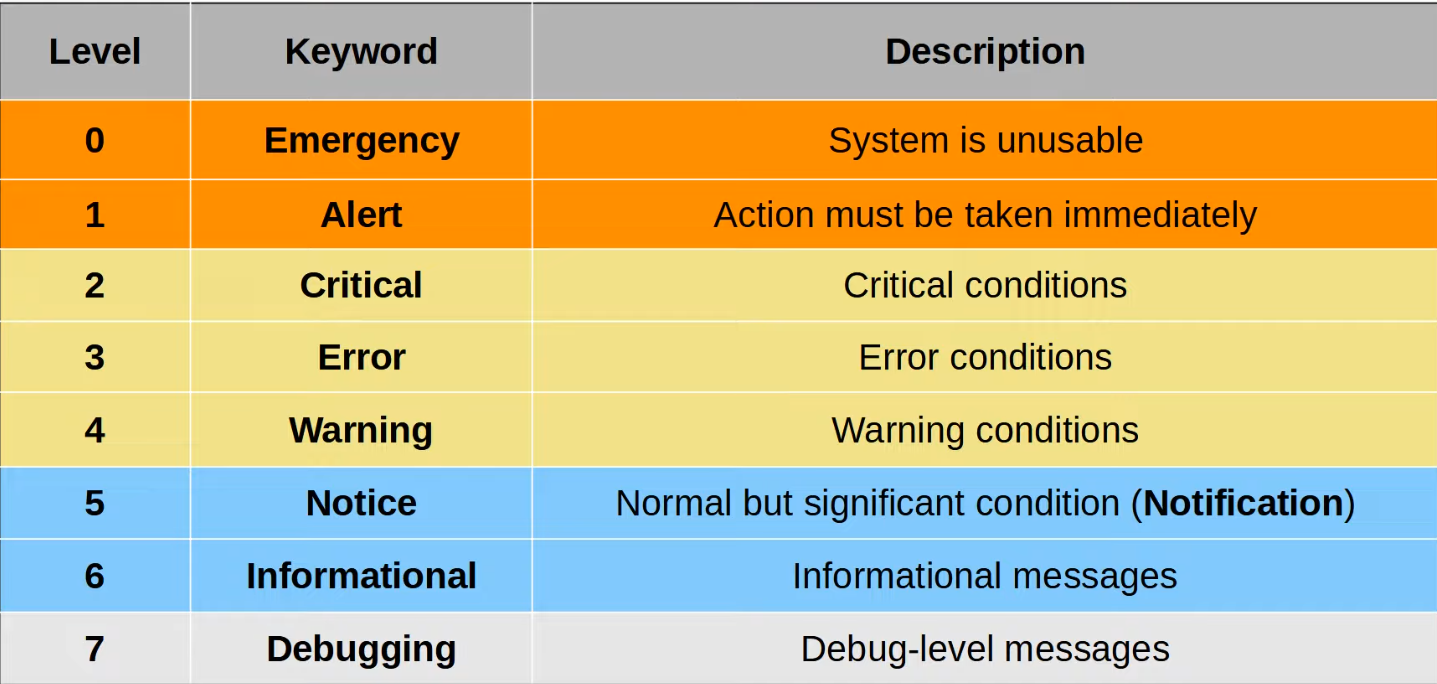 Level Keyword Description
0 Emergency System is unusable
1 Alert Action must be taken immediately
2 Critical Critical conditions
3 Error Error conditions
4 Warning Warning conditions
5 Notice Normal but significant condition (Notification)
6 Informational Informational messages
7 Debugging Debug-level messages